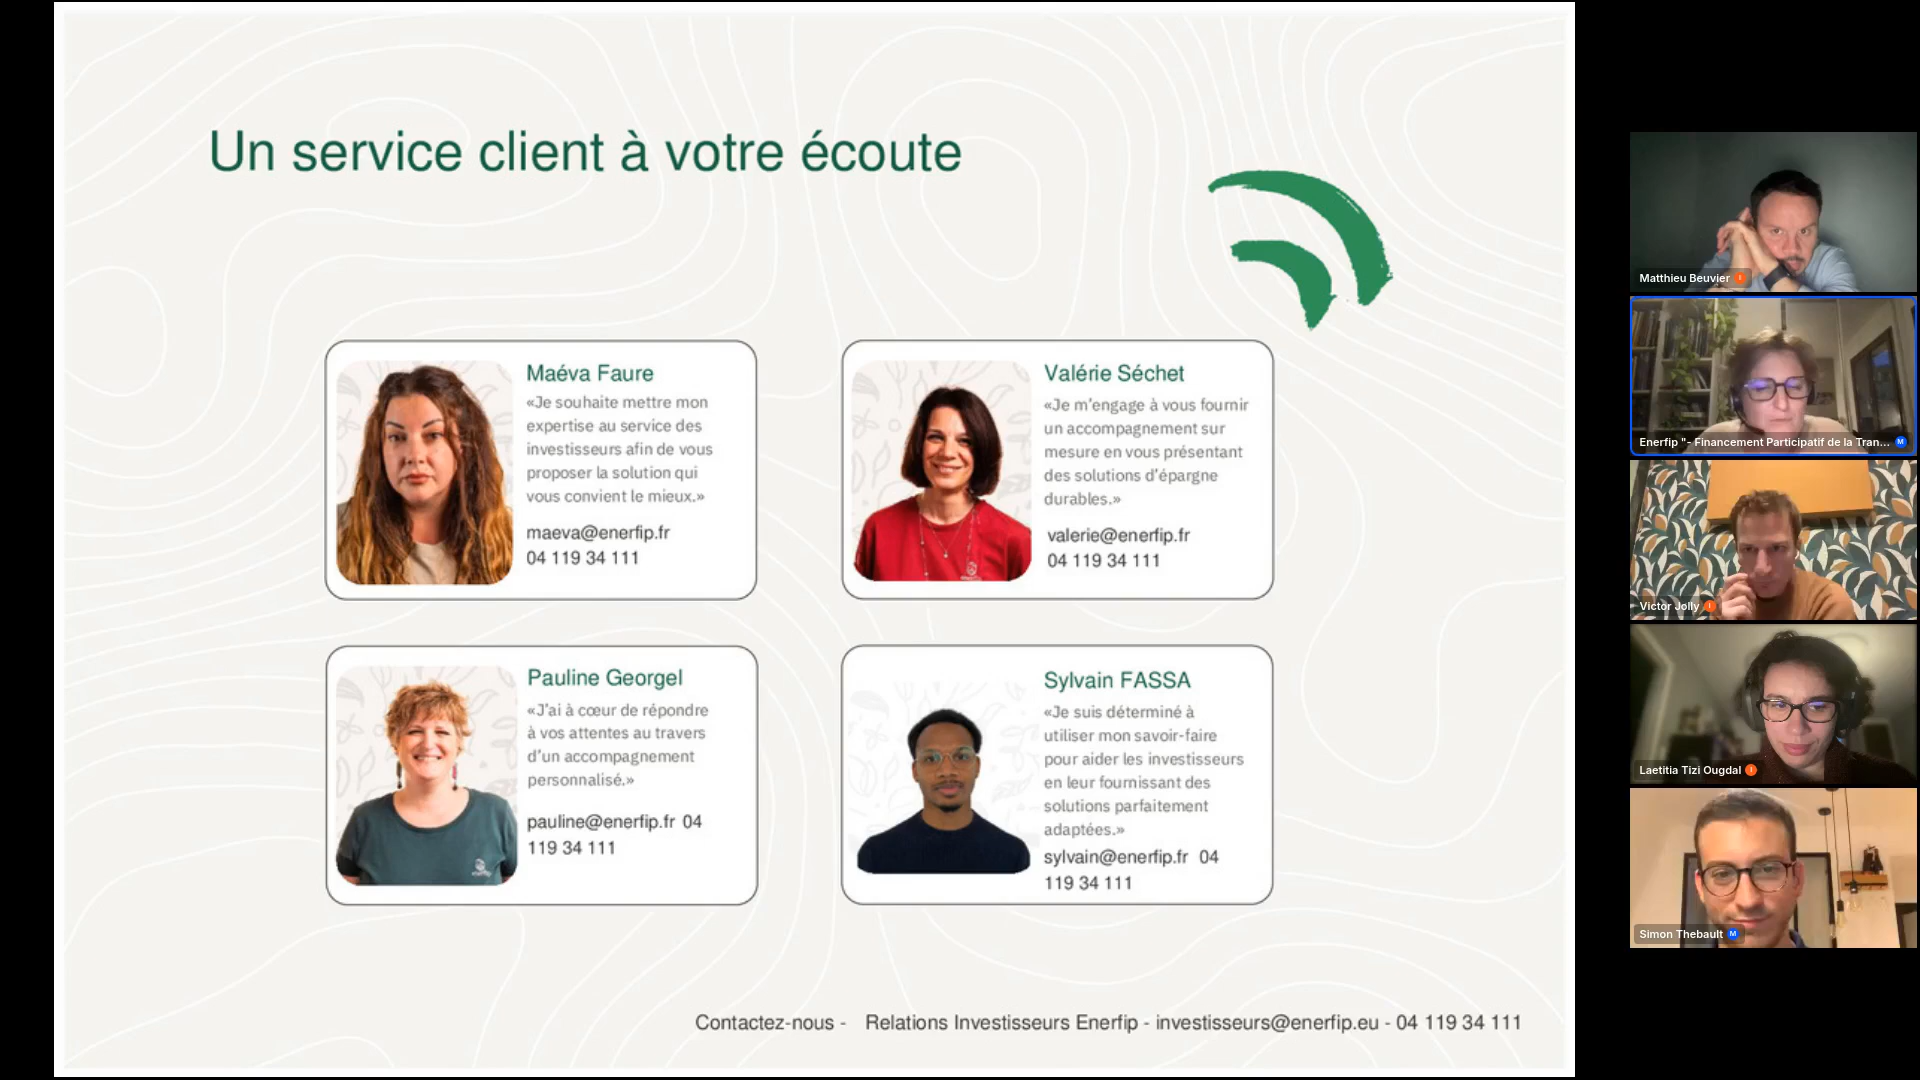 Un service client à votre écoute
Maéva Faure
«Je souhaite mettre mon
expertise au service des
investisseurs afin de vous
proposer la solution qui
vous convient le mieux.»
maeva@enerfip.fr
04 119 34 111
Valérie Séchet
«Je m'engage à vous fournir
un accompagnement sur
mesure en vous présentant
des solutions d'épargne
durables.»
valerie@enerfip.fr
04 119 34 111
Pauline Georgel
«J'ai à cœur de répondre
à vos attentes au travers
d'un accompagnement
personnalisé.»
pauline@enerfip.fr 04
119 34 111
Sylvain FASSA
«Je suis déterminé à
utiliser mon savoir-faire
pour aider les investisseurs
en leur fournissant des
solutions parfaitement
adaptées.»
sylvain@enerfip.fr 04
119 34 111
Contactez-nous - Relations Investisseurs Enerfip - investisseurs@enerfip.eu - 04 119 34 111
Matthieu Beuvier
Enerfip "- Financement Participatif de la Tran...
Victor Jolly
Laetitia Tizi Ougdal
Simon Thebault